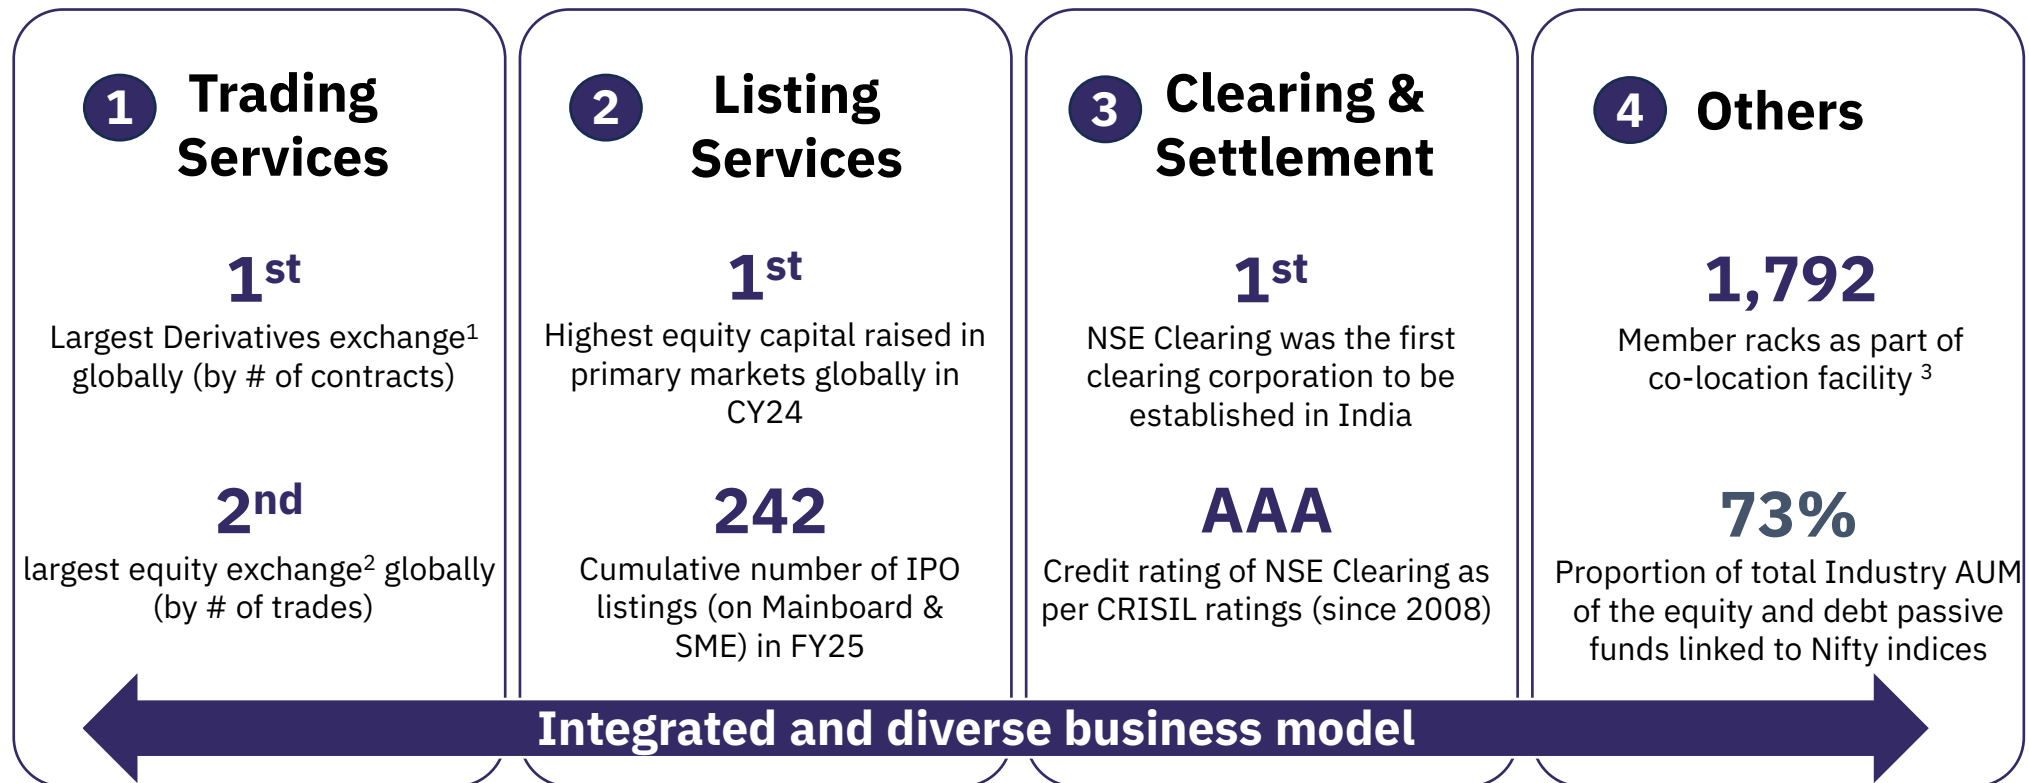 1
Trading
Services
1st
Largest Derivatives exchange1
globally (by # of contracts)
2nd
largest equity exchange2 globally
(by # of trades)
2
Listing
Services
1st
Highest equity capital raised in
primary markets globally in
CY24
242
Cumulative number of IPO
listings (on Mainboard &
SME) in FY25
3
Clearing &
Settlement
1st
NSE Clearing was the first
clearing corporation to be
established in India
AAA
Credit rating of NSE Clearing as
per CRISIL ratings (since 2008)
4
Others
1,792
Member racks as part of
co-location facility 3
73%
Proportion of total Industry AUM
of the equity and debt passive
funds linked to Nifty indices
Integrated and diverse business model